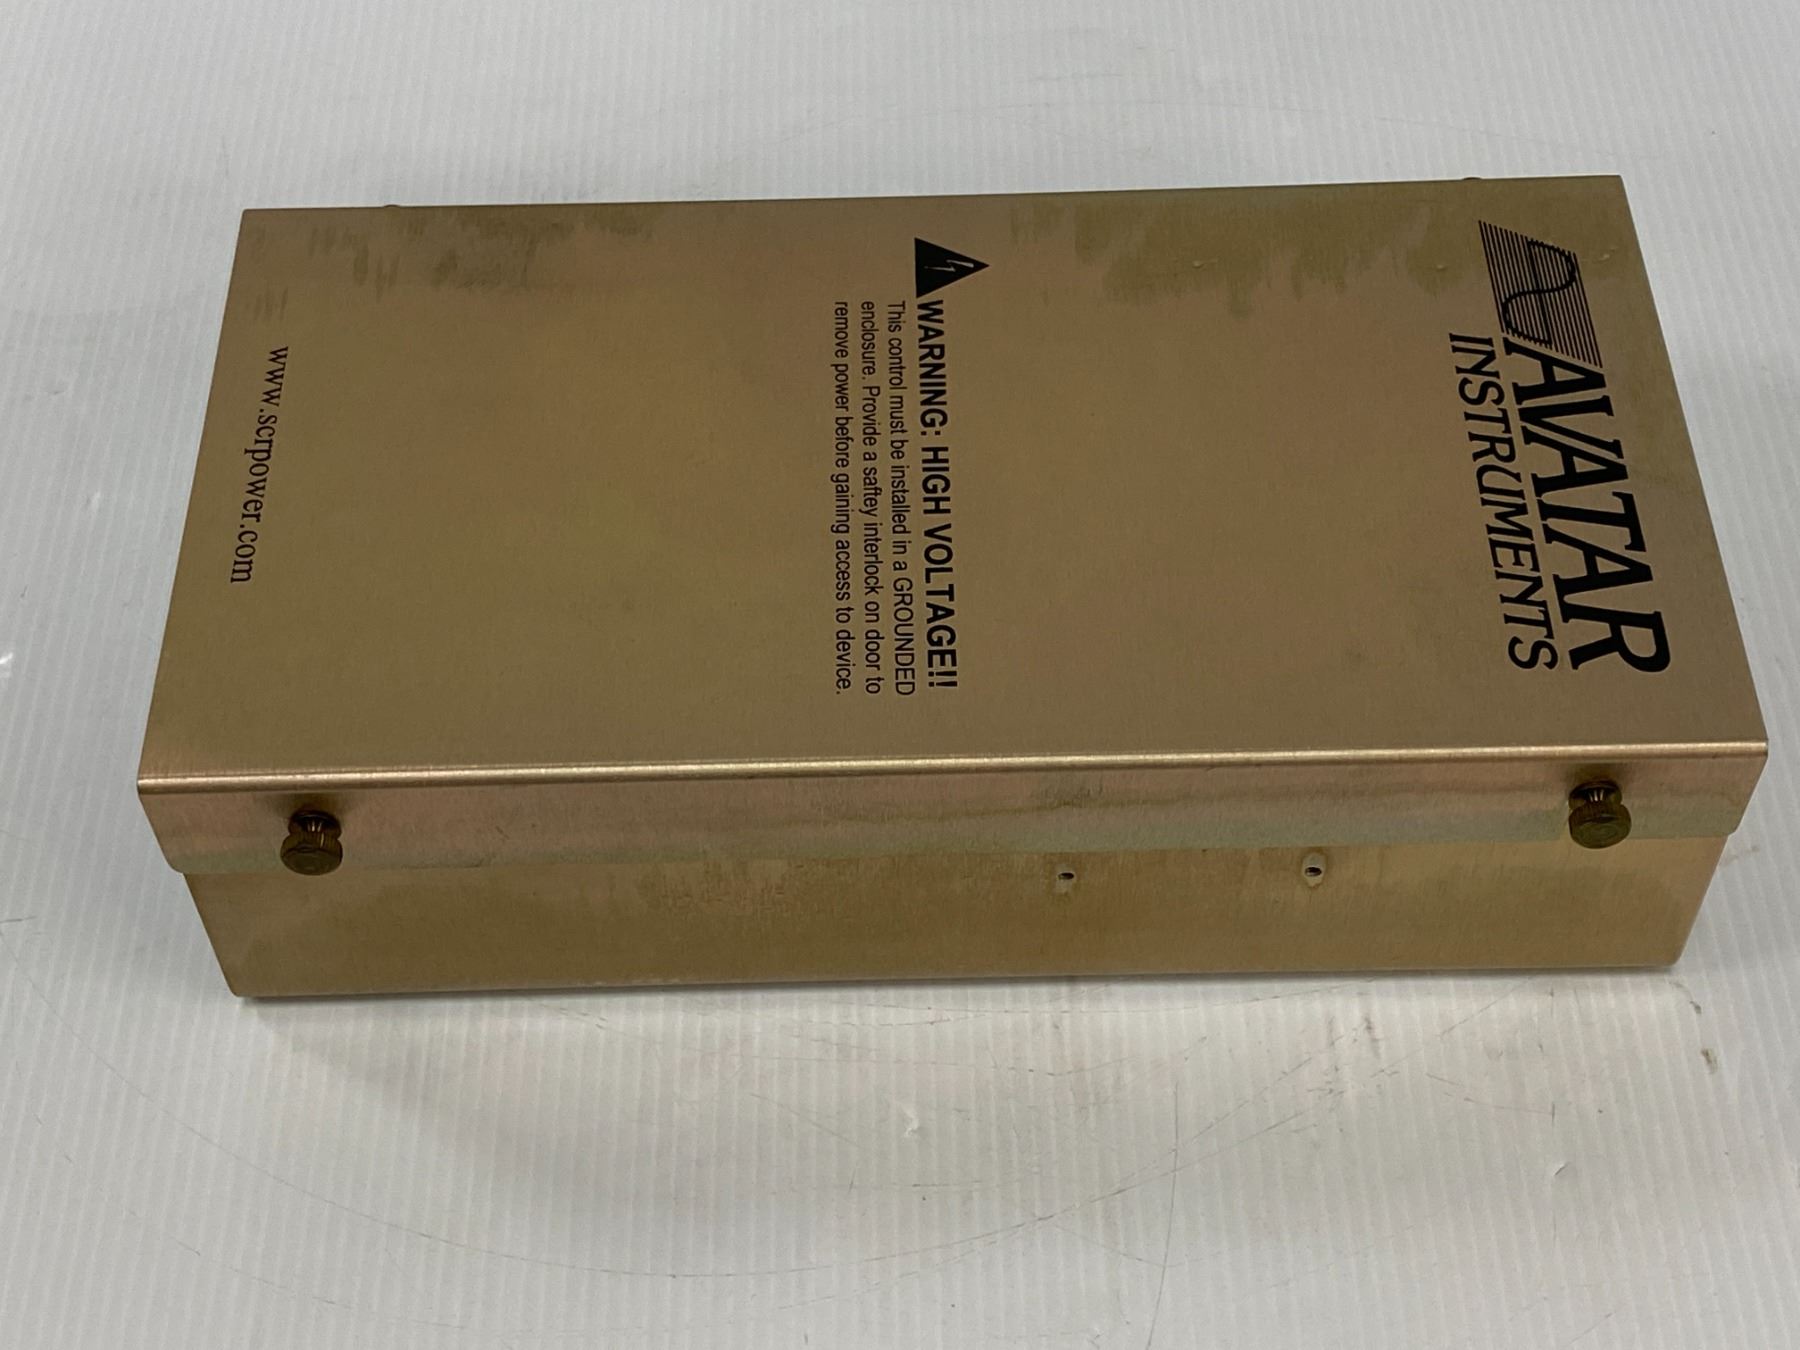 AVATAR
INSTRUMENTS
WARNING: HIGH VOLTAGE!!
This control must be installed in a GROUNDED
enclosure. Provide a saftey interlock on door to
remove power before gaining access to device.
www.scrpower.com